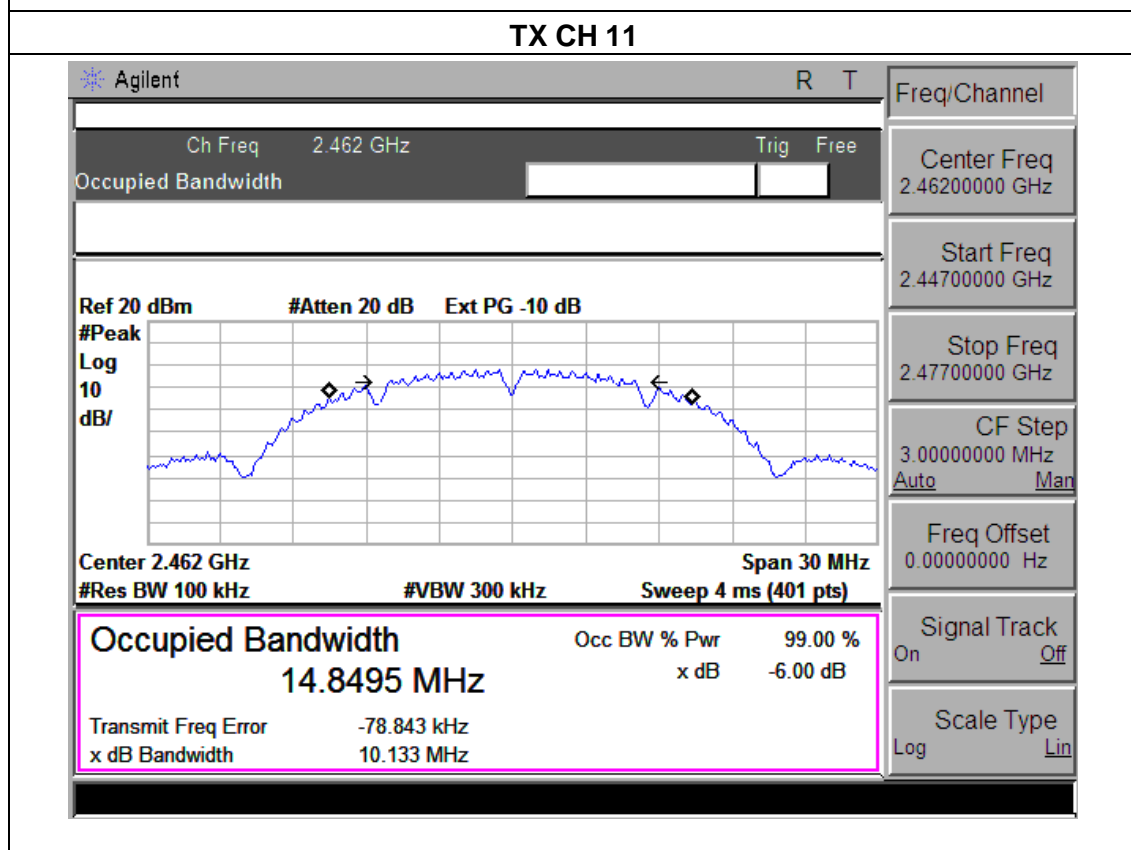 TX CH 11
Agilent R T
Freq/Channel
Ch Freq 2.462 GHz Trig Free
Occupied Bandwidth
Center Freq
2.46200000 GHz
Start Freq
2.44700000 GHz
Ref 20 dBm #Atten 20 dB Ext PG -10 dB
#Peak
Log
10
dB/
Stop Freq
2.47700000 GHz
CF Step
3.00000000 MHz
Auto Man
Center 2.462 GHz Span 30 MHz
#Res BW 100 kHz #VBW 300 kHz Sweep 4 ms (401 pts)
Freq Offset
0.00000000 Hz
Occupied Bandwidth Occ BW % Pwr 99.00 %
14.8495 MHz x dB -6.00 dB
Transmit Freq Error -78.843 kHz
x dB Bandwidth 10.133 MHz
Signal Track
On Off
Scale Type
Log Lin